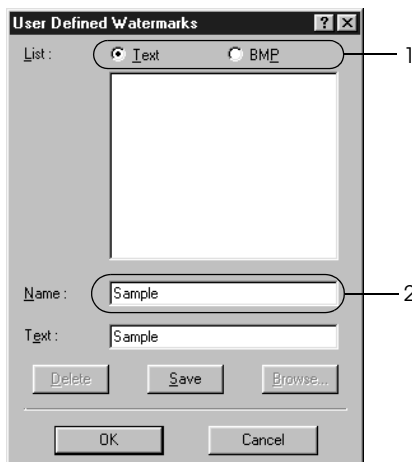 User Defined Watermarks ? ×
List : Text BMP 1
Name : Sample 2
Text : Sample
Delete Save Browse...
OK Cancel